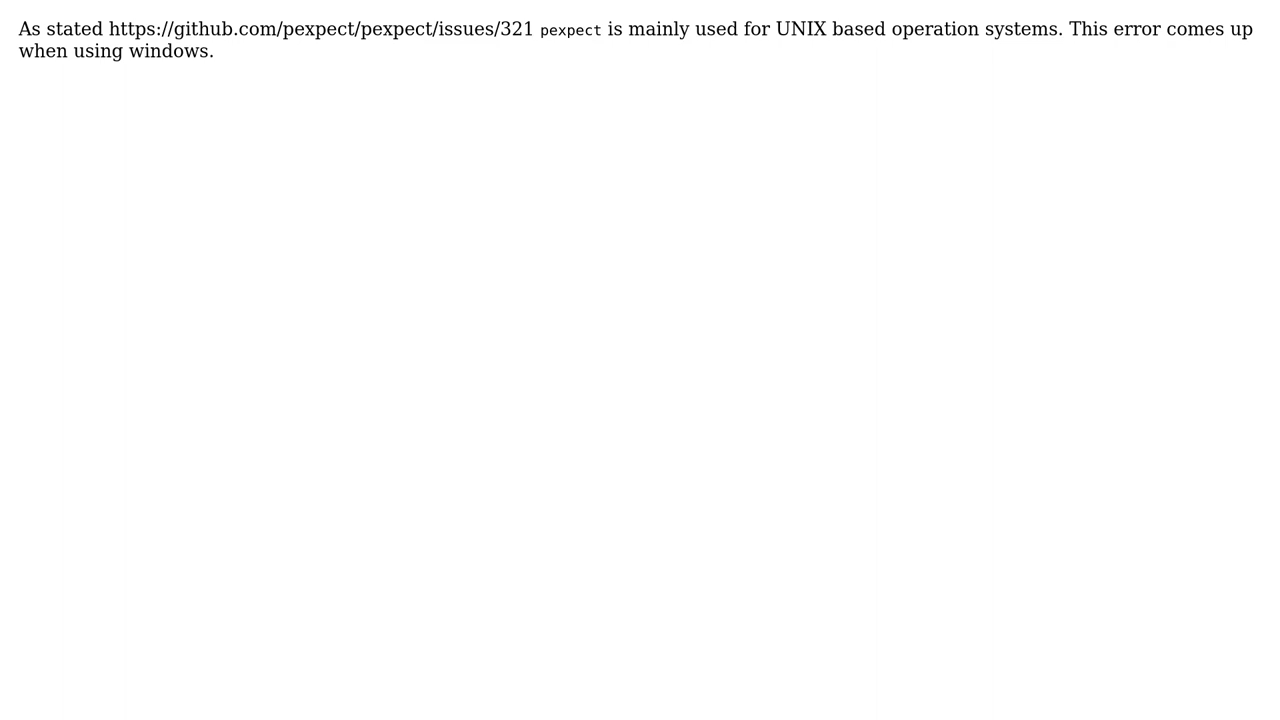 As stated https://github.com/pexpect/pexpect/issues/321 pexpect is mainly used for UNIX based operation systems. This error comes up
when using windows.